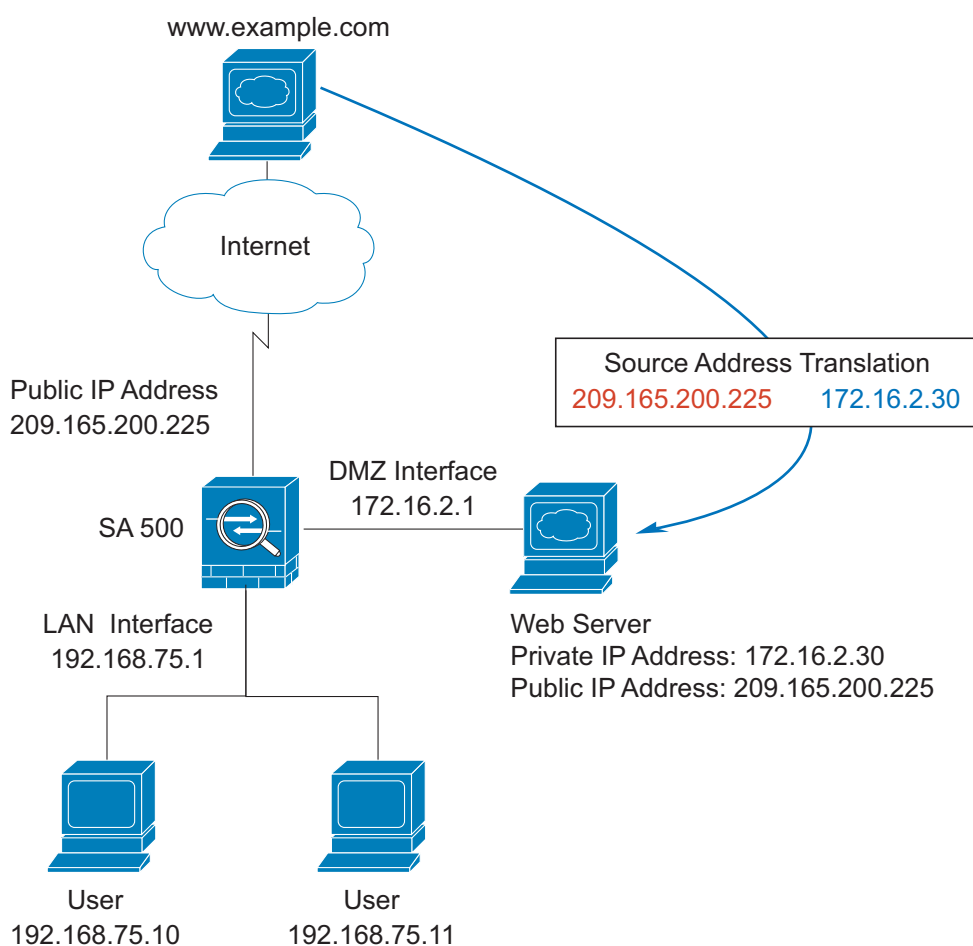 www.example.com
Internet
Source Address Translation
209.165.200.225 172.16.2.30
Public IP Address
209.165.200.225
DMZ Interface
172.16.2.1
SA 500
LAN Interface
192.168.75.1
Web Server
Private IP Address: 172.16.2.30
Public IP Address: 209.165.200.225
User
192.168.75.10
User
192.168.75.11